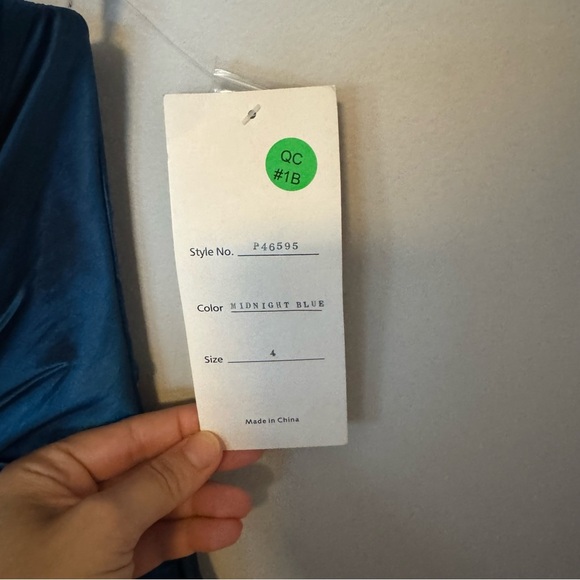 QC
#1B
Style No. P46595
Color MIDNIGHT BLUE
Size 4
Made in China